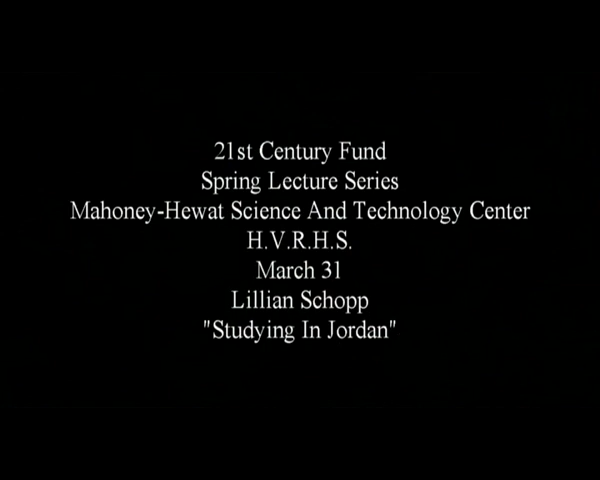 21st Century Fund
Spring Lecture Series
Mahoney-Hewat Science And Technology Center
H.V.R.H.S.
March 31
Lillian Schopp
"Studying In Jordan"